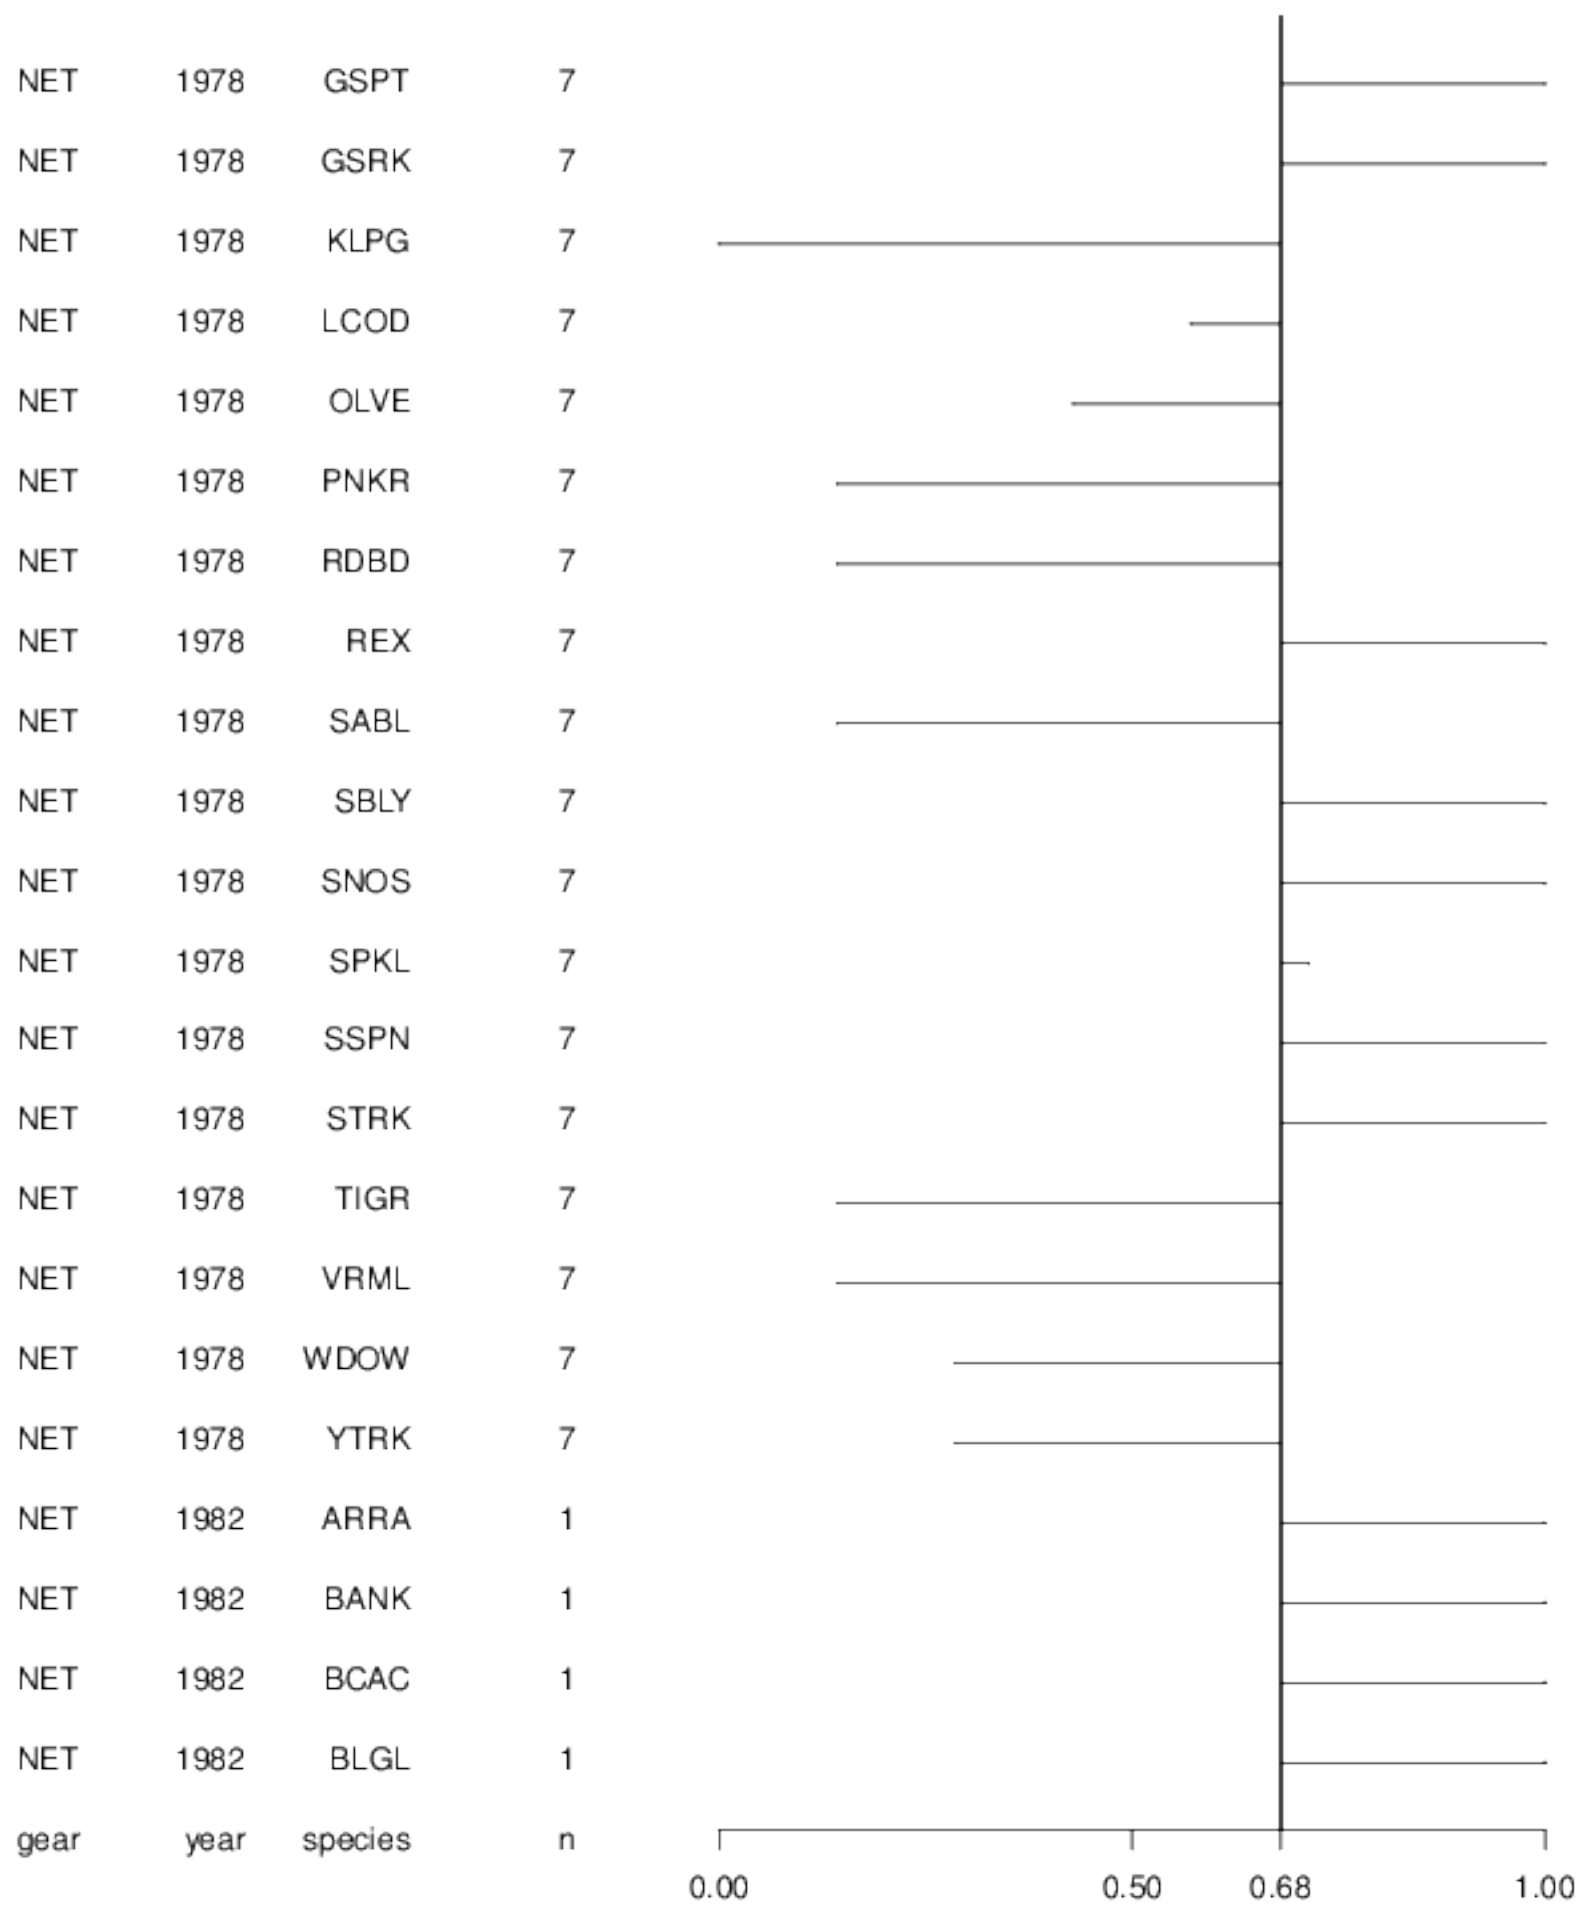 NET 1978 GSPT 7
NET 1978 GSRK 7
NET 1978 KLPG 7
NET 1978 LCOD 7
NET 1978 OLVE 7
NET 1978 PNKR 7
NET 1978 RDBD 7
NET 1978 REX 7
NET 1978 SABL 7
NET 1978 SBLY 7
NET 1978 SNOS 7
NET 1978 SPKL 7
NET 1978 SSPN 7
NET 1978 STRK 7
NET 1978 TIGR 7
NET 1978 VRML 7
NET 1978 WDOW 7
NET 1978 YTRK 7
NET 1982 ARRA 1
NET 1982 BANK 1
NET 1982 BCAC 1
NET 1982 BLGL 1
gear year species n
0.00 0.50 0.68 1.00